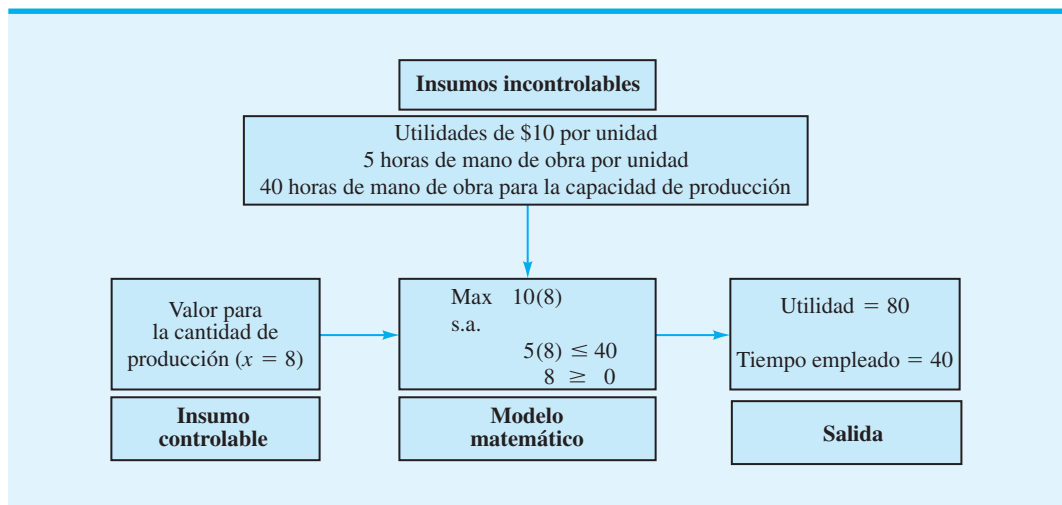 Insumos incontrolables
Utilidades de $10 por unidad
5 horas de mano de obra por unidad
40 horas de mano de obra para la capacidad de producción
Valor para
la cantidad de
producción (x = 8)
Insumo
controlable
Max 10(8)
s.a.
5(8) ≤ 40
8 ≥ 0
Modelo
matemático
Utilidad = 80
Tiempo empleado = 40
Salida